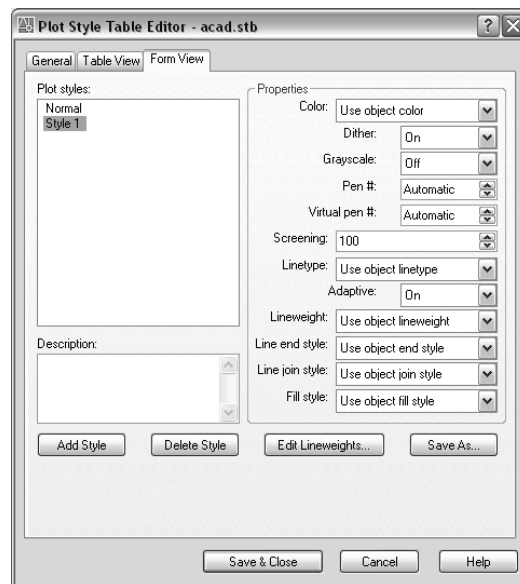 Plot Style Table Editor - acad.stb
General Table View Form View
Plot styles:
Normal
Style 1
Description:
Properties
Color: Use object color
Dither: On
Grayscale: Off
Pen #: Automatic
Virtual pen #: Automatic
Screening: 100
Linetype: Use object linetype
Adaptive: On
Lineweight: Use object lineweight
Line end style: Use object end style
Line join style: Use object join style
Fill style: Use object fill style
Add Style Delete Style Edit Lineweights... Save As...
Save & Close Cancel Help